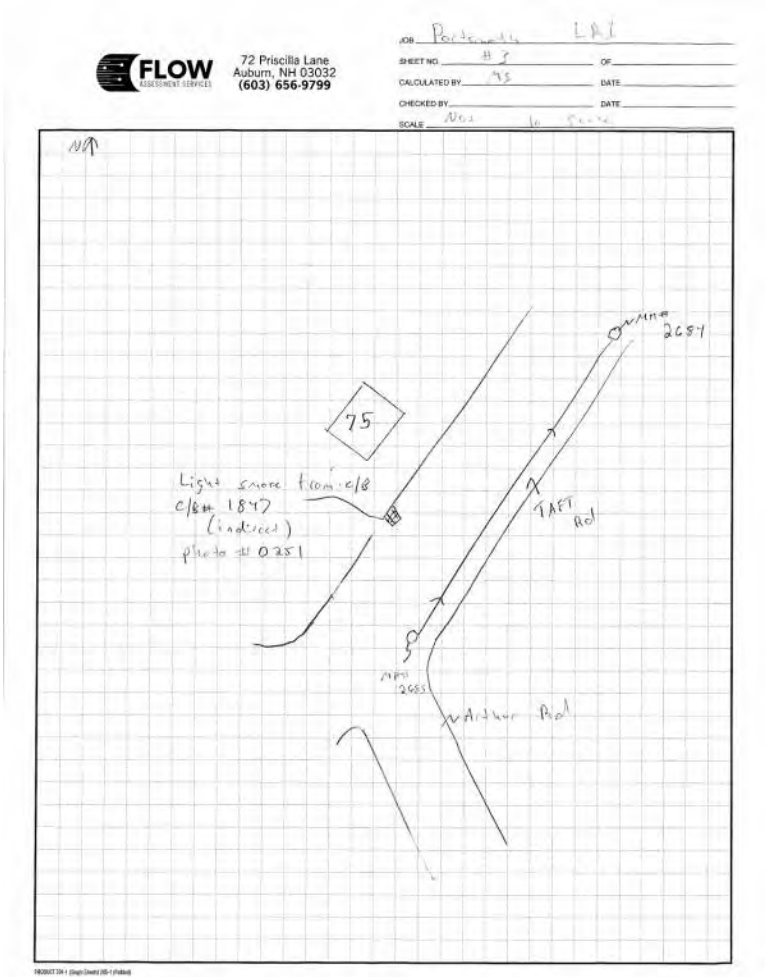 FLOW
ASSESSMENT SERVICES
72 Priscilla Lane
Auburn, NH 03032
(603) 656-9799
JOB Portsmouth LRI
SHEET NO. # 3 OF
CALCULATED BY MS DATE
CHECKED BY DATE
SCALE Not to Scale
N
MH#
2684
75
Light smoke from c/B
c/B# 1847
(indirect)
photo # 0251
TAFT
Rd
MH#
2685
Arthur Rd